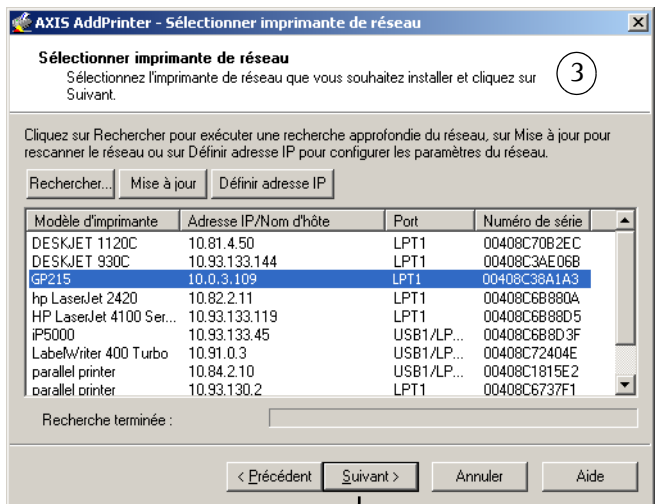 AXIS AddPrinter - Sélectionner imprimante de réseau
Sélectionner imprimante de réseau
Sélectionnez l'imprimante de réseau que vous souhaitez installer et cliquez sur
Suivant.
3
Cliquez sur Rechercher pour exécuter une recherche approfondie du réseau, sur Mise à jour pour
rescanner le réseau ou sur Définir adresse IP pour configurer les paramètres du réseau.
Rechercher... Mise à jour Définir adresse IP
Modèle d'imprimante Adresse IP/Nom d'hôte Port Numéro de série
DESKJET 1120C 10.81.4.50 LPT1 00408C70B2EC
DESKJET 930C 10.93.133.144 LPT1 00408C3AE06B
GP215 10.0.3.109 LPT1 00408C38A1A3
hp LaserJet 2420 10.82.2.11 LPT1 00408C6B880A
HP LaserJet 4100 Ser... 10.93.133.119 LPT1 00408C6B88D5
iP5000 10.93.133.45 USB1/LP... 00408C6B8D3F
LabelWriter 400 Turbo 10.91.0.3 USB1/LP... 00408C72404E
parallel printer 10.84.2.10 USB1/LP... 00408C1815E2
parallel printer 10.93.130.2 LPT1 00408C6737F1
Recherche terminée :
< Précédent Suivant > Annuler Aide